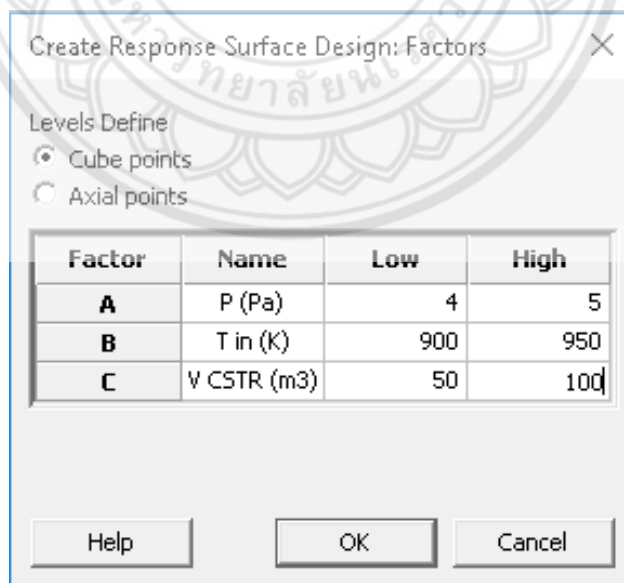 Create Response Surface Design: Factors
Levels Define
Cube points
Axial points
Factor Name Low High
A P (Pa) 4 5
B T in (K) 900 950
C V CSTR (m3) 50 100
Help OK Cancel